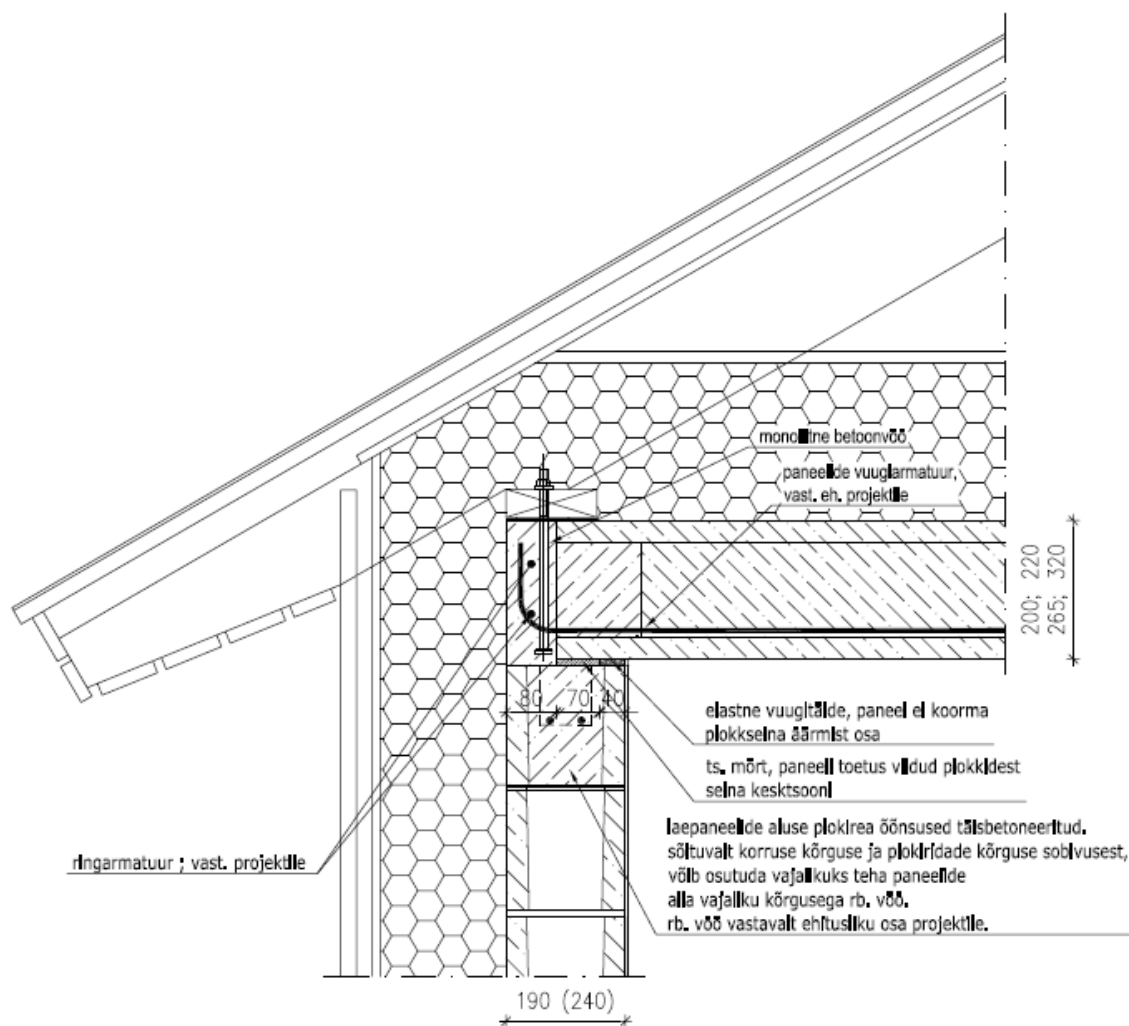 monoliitne betoonvöö
paneelide vuugiarmatuur,
vast. eh. projektile
200; 220
265; 320
80 70 40
elastne vuugitäide, paneel ei koorma
plokkseina äärmist osa
ts. mört, paneeli toetus viidud plokkidest
seina kesktsooni
laepaneelide aluse plokirea õõnsused täisbetoneeritud.
sõltuvalt korruse kõrguse ja plokiridade kõrguse sobivusest,
võib osutuda vajalikuks teha paneelide
alla vajaliku kõrgusega rb. vöö.
rb. vöö vastavalt ehitusliku osa projektile.
ringarmatuur ; vast. projektile
190 (240)